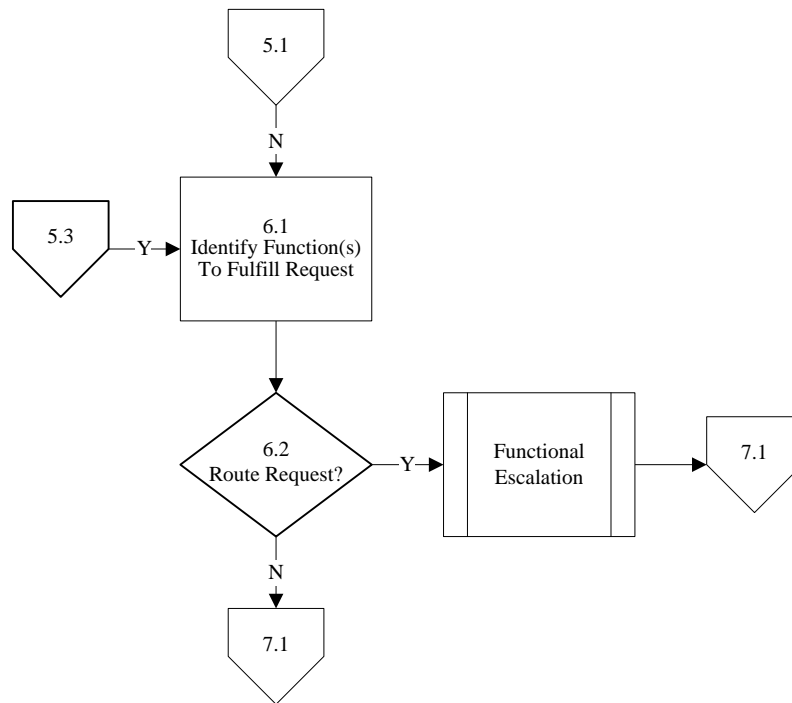 5.1
N
5.3
Y
6.1
Identify Function(s)
To Fulfill Request
6.2
Route Request?
Y
Functional
Escalation
7.1
N
7.1